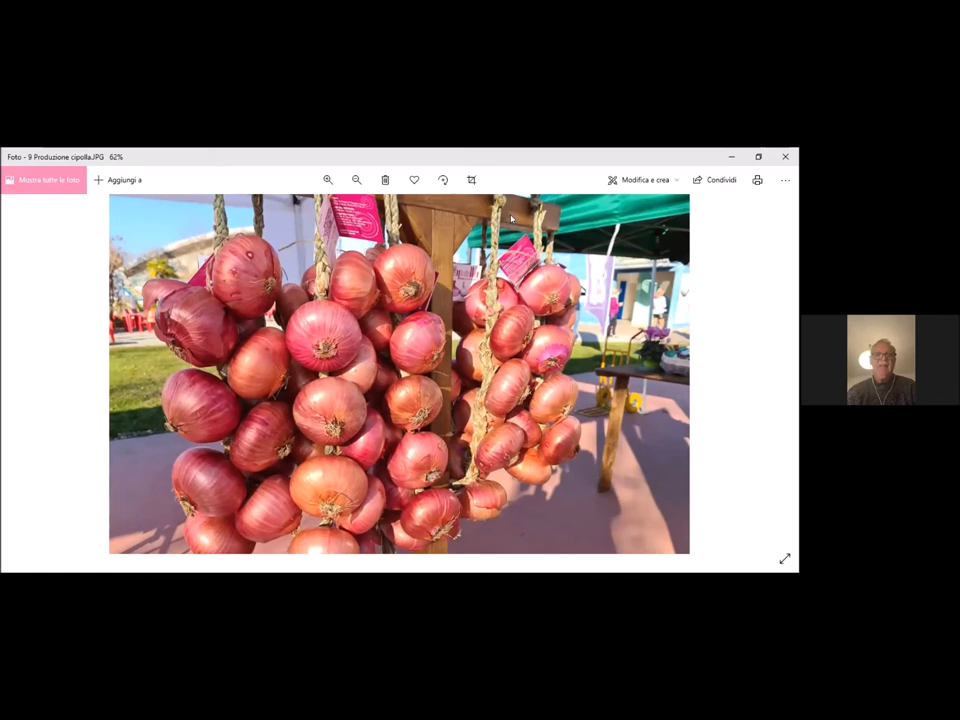 Foto - 9 Produzione cipolla.JPG 62%
Mostra tutte le foto
Aggiungi a
Modifica e crea
Condividi